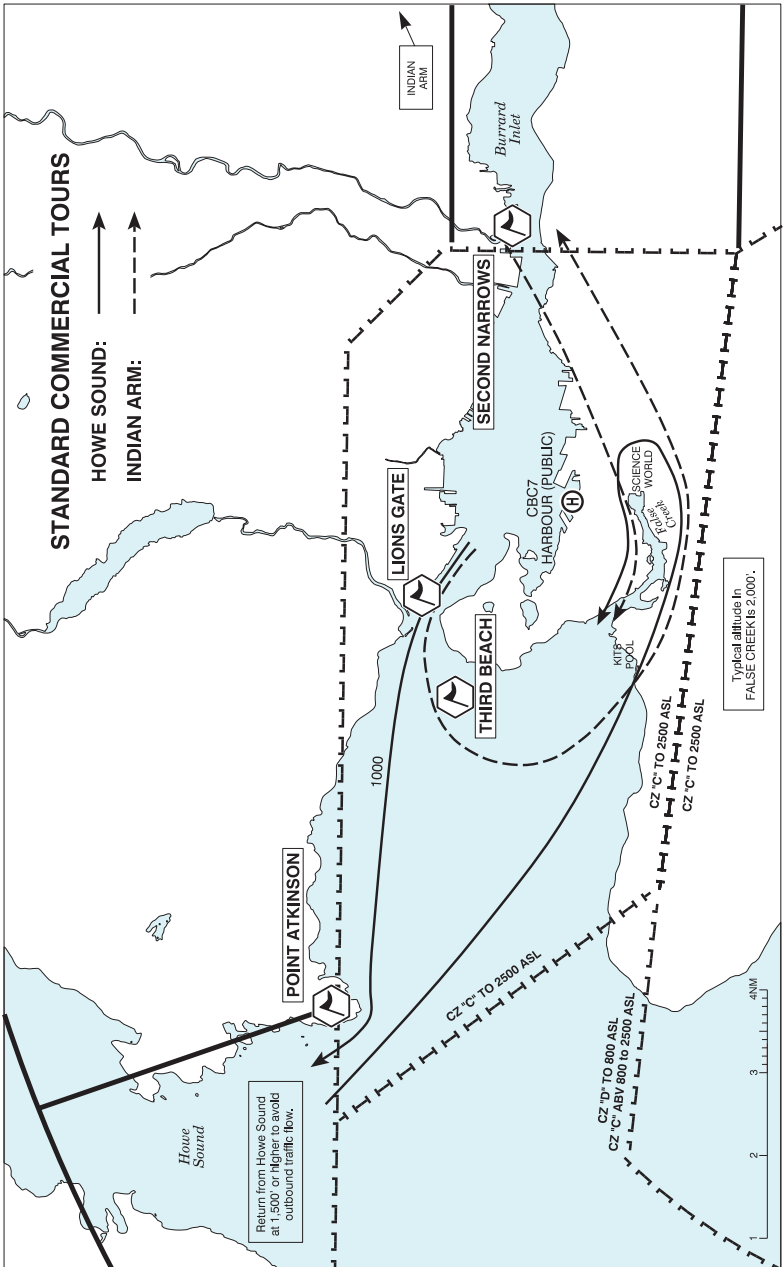 STANDARD COMMERCIAL TOURS
HOWE SOUND:
INDIAN ARM:
INDIAN
ARM
Burrard
Inlet
SECOND NARROWS
LIONS GATE
CBC7
HARBOUR (PUBLIC)
H
SCIENCE
WORLD
False
Creek
THIRD BEACH
KITS
POOL
1000
POINT ATKINSON
Howe
Sound
Return from Howe Sound
at 1,500' or higher to avoid
outbound traffic flow.
Typical altitude in
FALSE CREEK is 2,000'.
CZ "C" TO 2500 ASL
CZ "C" TO 2500 ASL
CZ "C" TO 2500 ASL
CZ "D" TO 800 ASL
CZ "C" ABV 800 to 2500 ASL
1
2
3
4NM